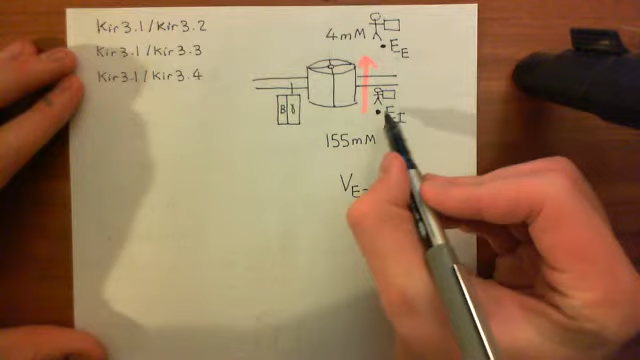 Kir3.1/Kir3.2
Kir3.1/Kir3.3
Kir3.1/Kir3.4
4mM
EE
β γ
EI
155mM
VE-